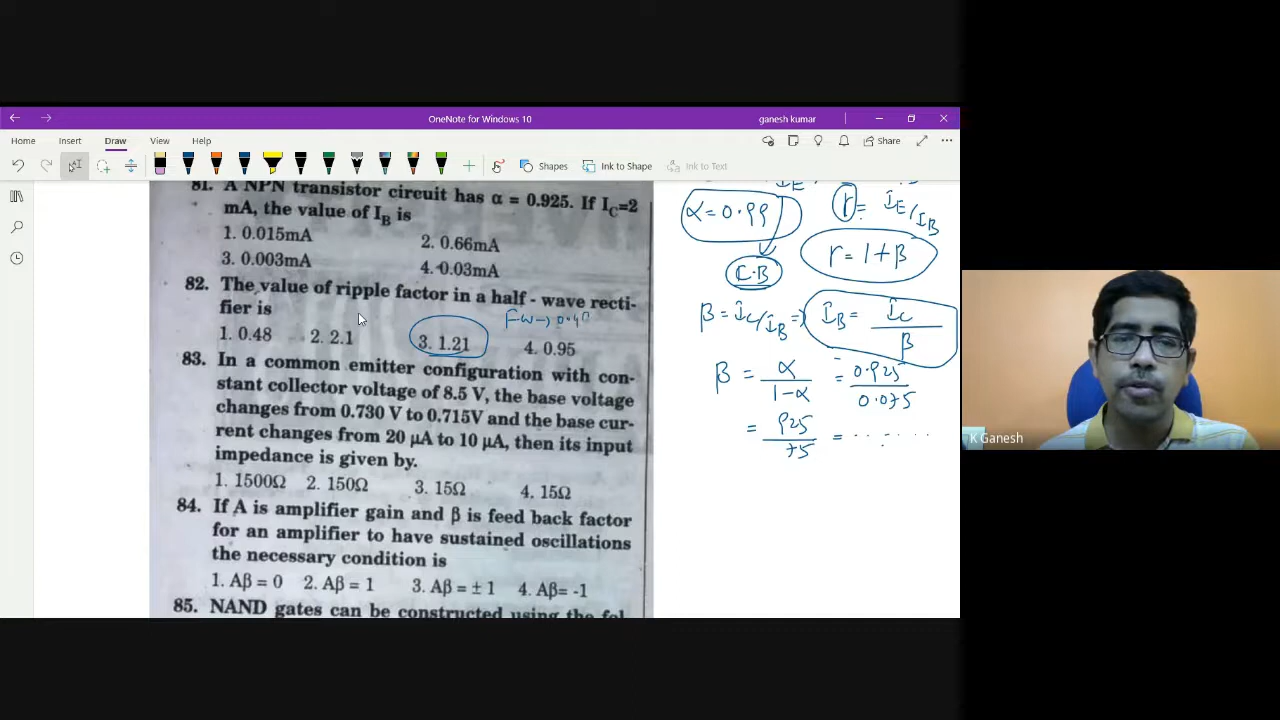 OneNote for Windows 10
ganesh kumar
Home Insert Draw View Help
Share
Shapes Ink to Shape Ink to Text
81. A NPN transistor circuit has α = 0.925. If IC=2
mA, the value of IB is
1. 0.015mA 2. 0.66mA
3. 0.003mA 4. 0.03mA
82. The value of ripple factor in a half - wave recti-
fier is
FW→0.48
1. 0.48 2. 2.1 3. 1.21 4. 0.95
83. In a common emitter configuration with con-
stant collector voltage of 8.5 V, the base voltage
changes from 0.730 V to 0.715V and the base cur-
rent changes from 20 μA to 10 μA, then its input
impedance is given by.
1. 1500Ω 2. 150Ω 3. 15Ω 4. 15Ω
84. If A is amplifier gain and β is feed back factor
for an amplifier to have sustained oscillations
the necessary condition is
1. Aβ = 0 2. Aβ = 1 3. Aβ = ± 1 4. Aβ= -1
85. NAND gates can be constructed using the fol
IE
α=0.99
r= IE/IB
r = 1+β
C.B
β = IC/IB ⇒ IB = IC/β
β = α/1-α = 0.925/0.075
= 925/75 = .......
K Ganesh